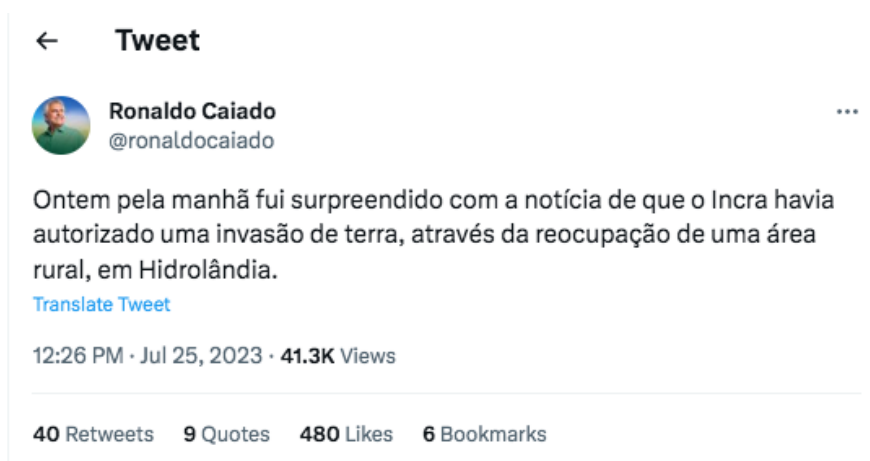 ← Tweet
Ronaldo Caiado
@ronaldocaiado
Ontem pela manhã fui surpreendido com a notícia de que o Incra havia
autorizado uma invasão de terra, através da reocupação de uma área
rural, em Hidrolândia.
Translate Tweet
12:26 PM · Jul 25, 2023 · 41.3K Views
40 Retweets 9 Quotes 480 Likes 6 Bookmarks